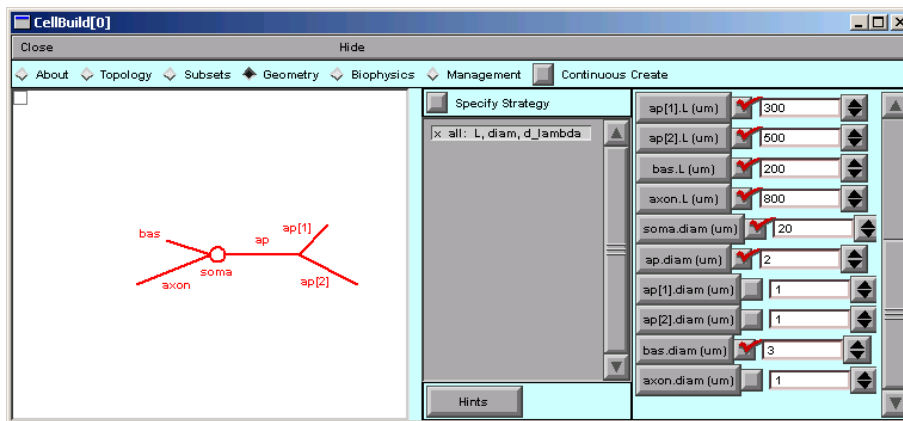 CellBuild[0]
Close Hide
About Topology Subsets Geometry Biophysics Management Continuous Create
Specify Strategy
x all: L, diam, d_lambda
Hints
bas
ap
ap[1]
soma
axon
ap[2]
ap[1].L (um) 300
ap[2].L (um) 500
bas.L (um) 200
axon.L (um) 800
soma.diam (um) 20
ap.diam (um) 2
ap[1].diam (um) 1
ap[2].diam (um) 1
bas.diam (um) 3
axon.diam (um) 1